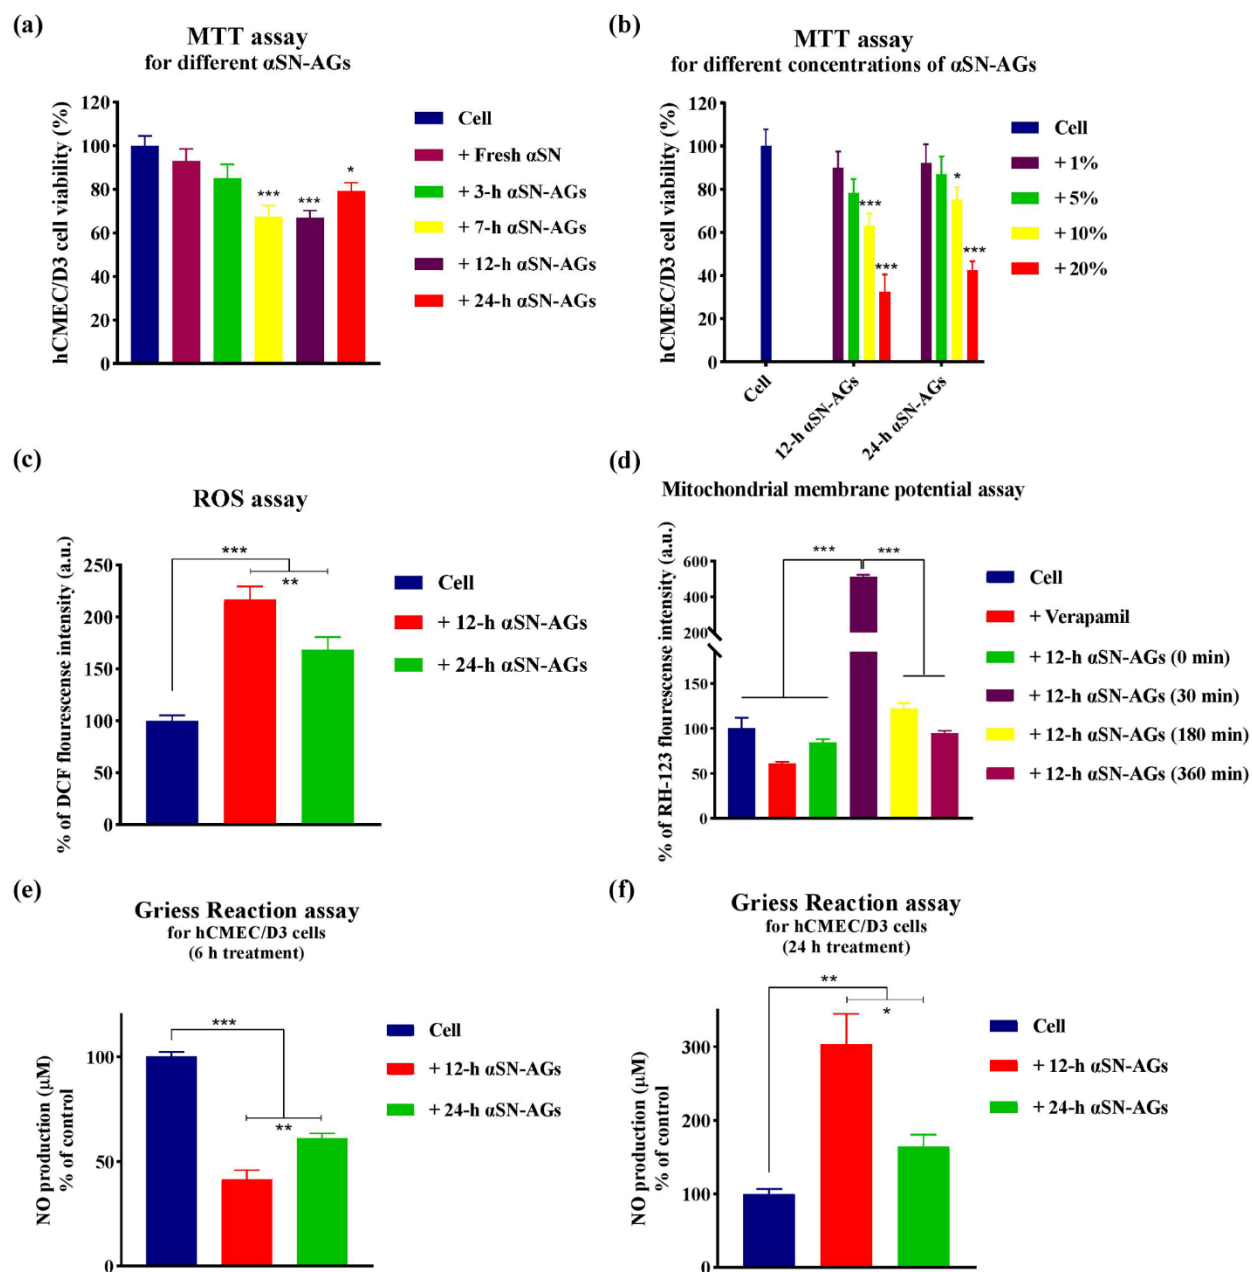 (a)
MTT assay
for different αSN-AGs
hCMEC/D3 cell viability (%)
120
100
80
60
40
20
0
***
***
*
Cell
+ Fresh αSN
+ 3-h αSN-AGs
+ 7-h αSN-AGs
+ 12-h αSN-AGs
+ 24-h αSN-AGs
(b)
MTT assay
for different concentrations of αSN-AGs
hCMEC/D3 cell viability (%)
120
100
80
60
40
20
0
***
***
*
***
Cell
12-h αSN-AGs
24-h αSN-AGs
Cell
+ 1%
+ 5%
+ 10%
+ 20%
(c)
ROS assay
% of DCF flourescense intensity (a.u.)
250
200
150
100
50
0
***
**
Cell
+ 12-h αSN-AGs
+ 24-h αSN-AGs
(d)
Mitochondrial membrane potential assay
% of RH-123 flourescense intensity (a.u.)
600
400
200
150
100
50
0
***
***
Cell
+ Verapamil
+ 12-h αSN-AGs (0 min)
+ 12-h αSN-AGs (30 min)
+ 12-h αSN-AGs (180 min)
+ 12-h αSN-AGs (360 min)
(e)
Griess Reaction assay
for hCMEC/D3 cells
(6 h treatment)
NO production (µM)
% of control
100
50
0
***
**
Cell
+ 12-h αSN-AGs
+ 24-h αSN-AGs
(f)
Griess Reaction assay
for hCMEC/D3 cells
(24 h treatment)
NO production (µM)
% of control
300
200
100
0
**
*
Cell
+ 12-h αSN-AGs
+ 24-h αSN-AGs